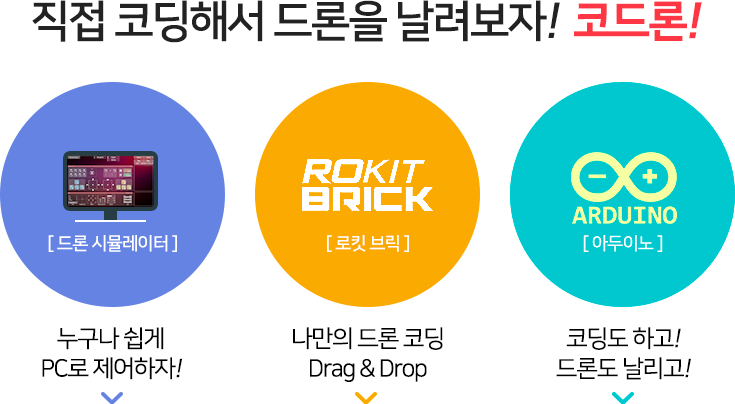 직접 코딩해서 드론을 날려보자! 코드론!
ROKIT
BRICK
ARDUINO
[ 드론 시뮬레이터 ]
[ 로킷 브릭 ]
[ 아두이노 ]
누구나 쉽게
PC로 제어하자!
나만의 드론 코딩
Drag & Drop
코딩도 하고!
드론도 날리고!